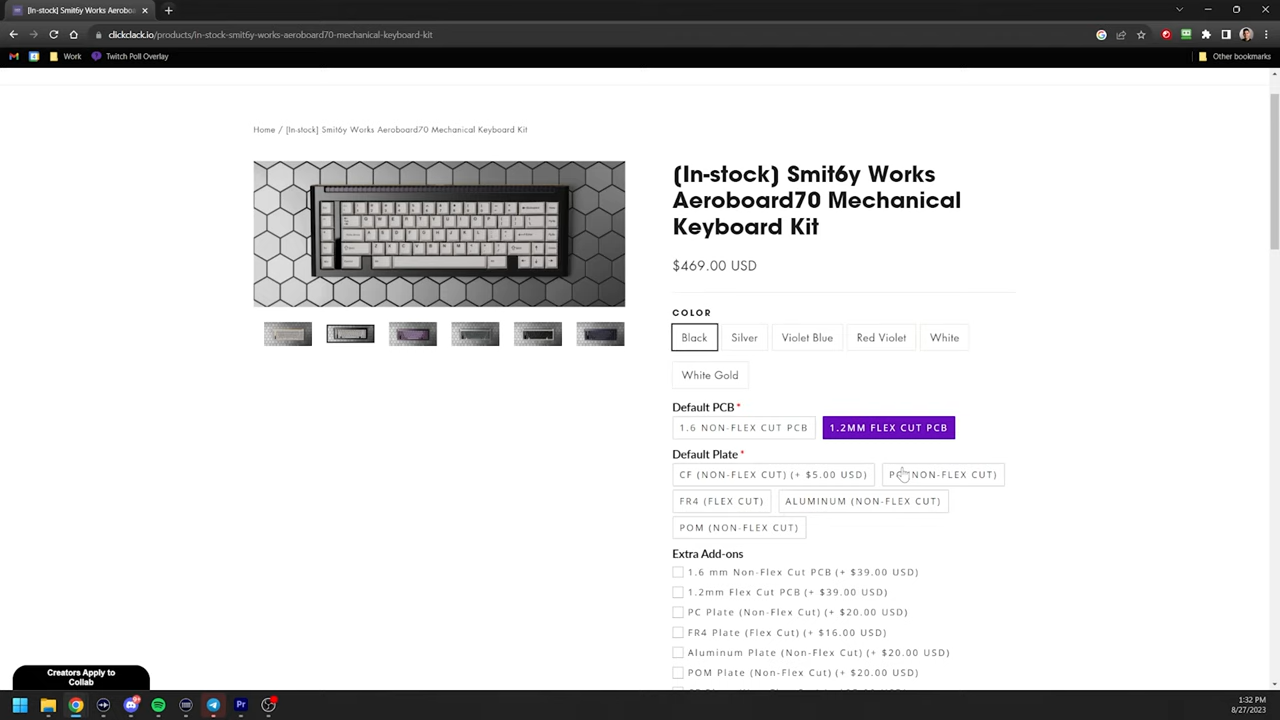 [In-stock] Smit6y Works Aeroboard
clickclack.io/products/in-stock-smit6y-works-aeroboard70-mechanical-keyboard-kit
Work
Twitch Poll Overlay
Other bookmarks
Home / [In-stock] Smit6y Works Aeroboard70 Mechanical Keyboard Kit
[In-stock] Smit6y Works
Aeroboard70 Mechanical
Keyboard Kit
$469.00 USD
COLOR
Black
Silver
Violet Blue
Red Violet
White
White Gold
Default PCB *
1.6 NON-FLEX CUT PCB
1.2MM FLEX CUT PCB
Default Plate *
CF (NON-FLEX CUT) (+ $5.00 USD)
PC (NON-FLEX CUT)
FR4 (FLEX CUT)
ALUMINUM (NON-FLEX CUT)
POM (NON-FLEX CUT)
Extra Add-ons
1.6 mm Non-Flex Cut PCB (+ $39.00 USD)
1.2mm Flex Cut PCB (+ $39.00 USD)
PC Plate (Non-Flex Cut) (+ $20.00 USD)
FR4 Plate (Flex Cut) (+ $16.00 USD)
Aluminum Plate (Non-Flex Cut) (+ $20.00 USD)
POM Plate (Non-Flex Cut) (+ $20.00 USD)
Creators Apply to
Collab
1:32 PM
8/27/2023